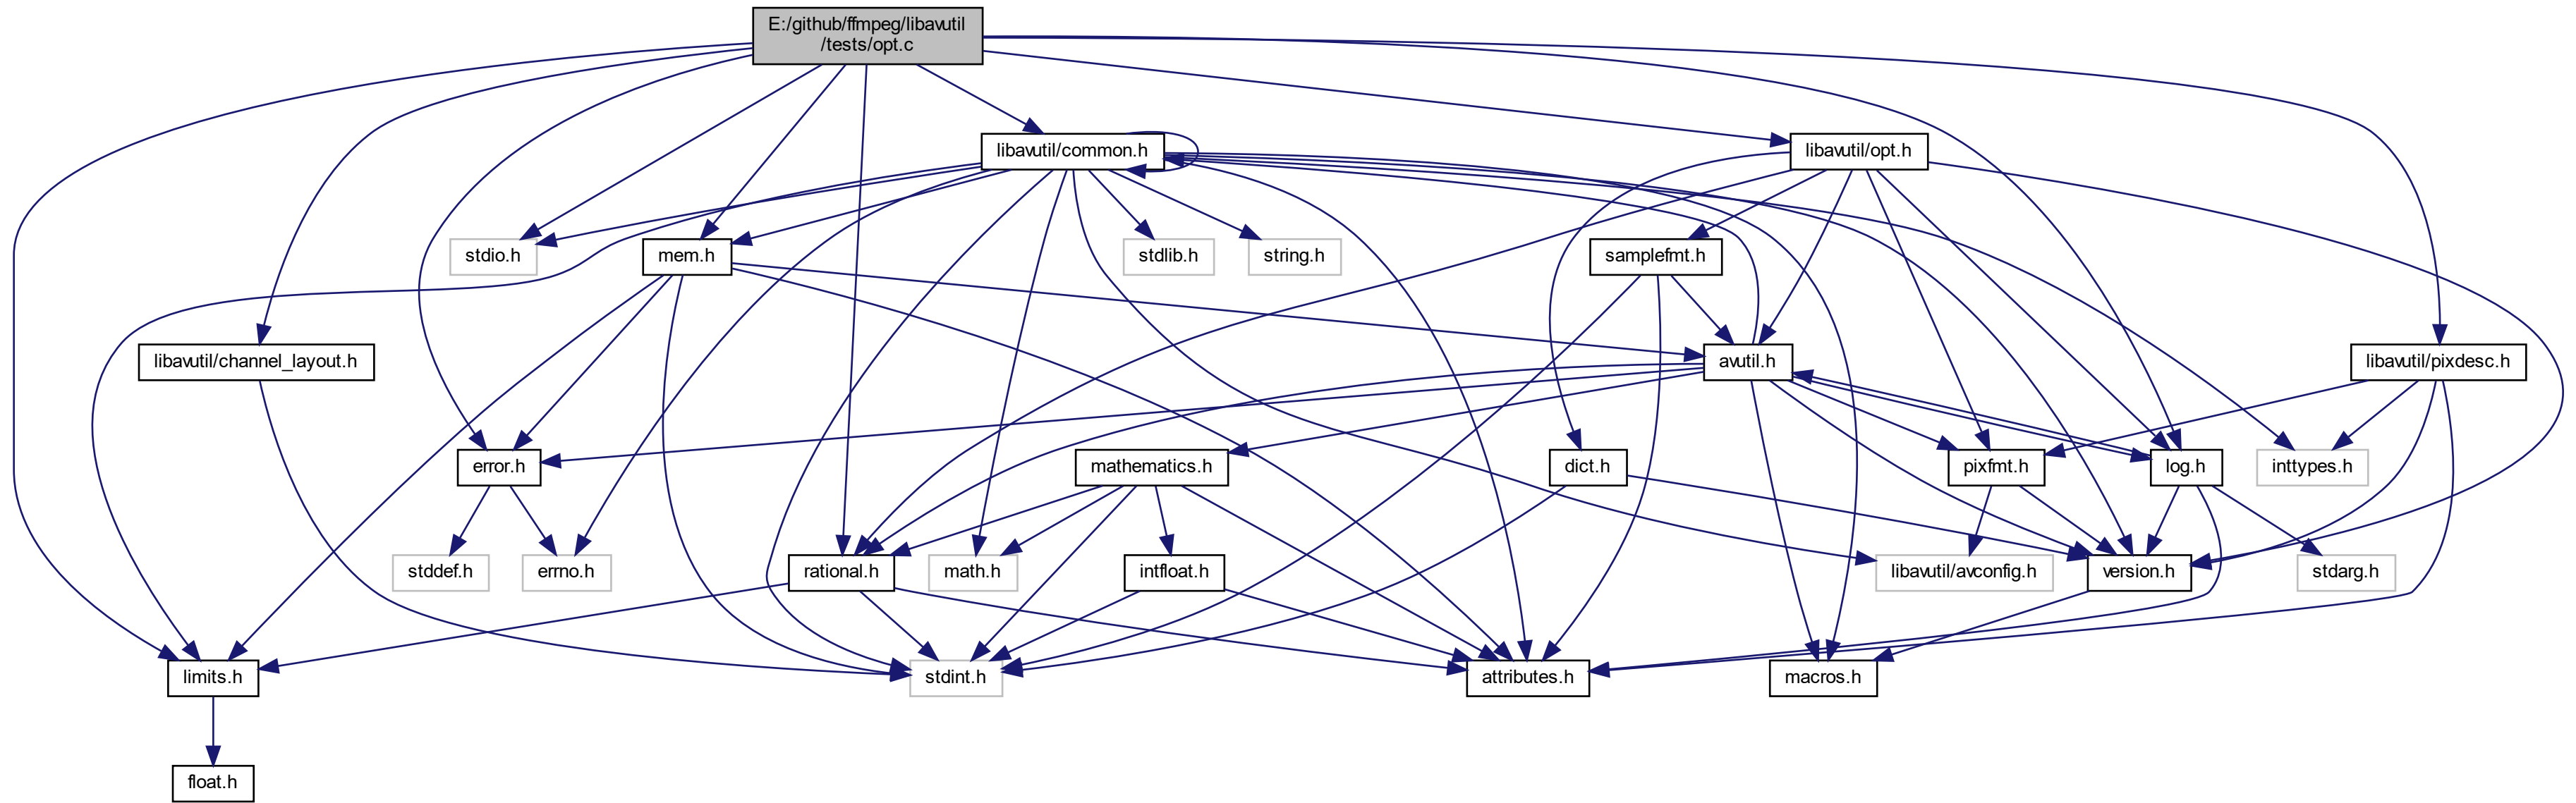 E:/github/ffmpeg/libavutil
/tests/opt.c
libavutil/common.h
libavutil/opt.h
stdio.h
mem.h
stdlib.h
string.h
samplefmt.h
libavutil/channel_layout.h
avutil.h
libavutil/pixdesc.h
error.h
mathematics.h
dict.h
pixfmt.h
log.h
inttypes.h
stddef.h
errno.h
rational.h
math.h
intfloat.h
libavutil/avconfig.h
version.h
stdarg.h
limits.h
stdint.h
attributes.h
macros.h
float.h